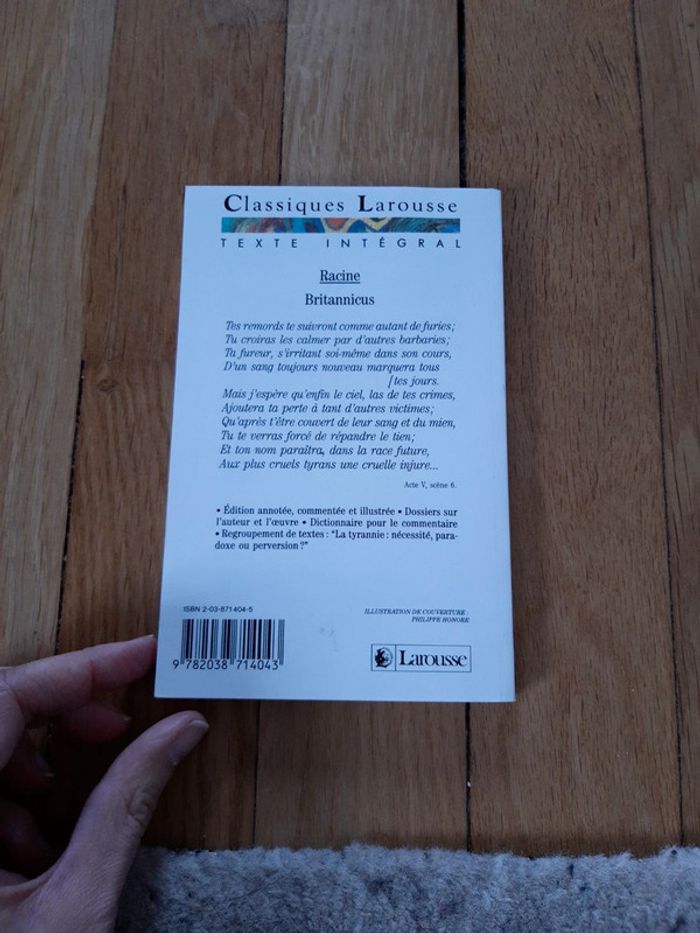 Classiques Larousse
TEXTE INTÉGRAL
Racine
Britannicus
Tes remords te suivront comme autant de furies;
Tu croiras les calmer par d'autres barbaries;
Ta fureur, s'irritant soi-même dans son cours,
D'un sang toujours nouveau marquera tous
[tes jours.
Mais j'espère qu'enfin le ciel, las de tes crimes,
Ajoutera ta perte à tant d'autres victimes;
Qu'après t'être couvert de leur sang et du mien,
Tu te verras forcé de répandre le tien;
Et ton nom paraîtra, dans la race future,
Aux plus cruels tyrans une cruelle injure...
Acte V, scène 6.
• Édition annotée, commentée et illustrée • Dossiers sur
l'auteur et l'œuvre • Dictionnaire pour le commentaire
• Regroupement de textes : "La tyrannie : nécessité, para-
doxe ou perversion ?"
ISBN 2-03-871404-5
ILLUSTRATION DE COUVERTURE :
PHILIPPE HONORÉ
9 782038 714043
Larousse